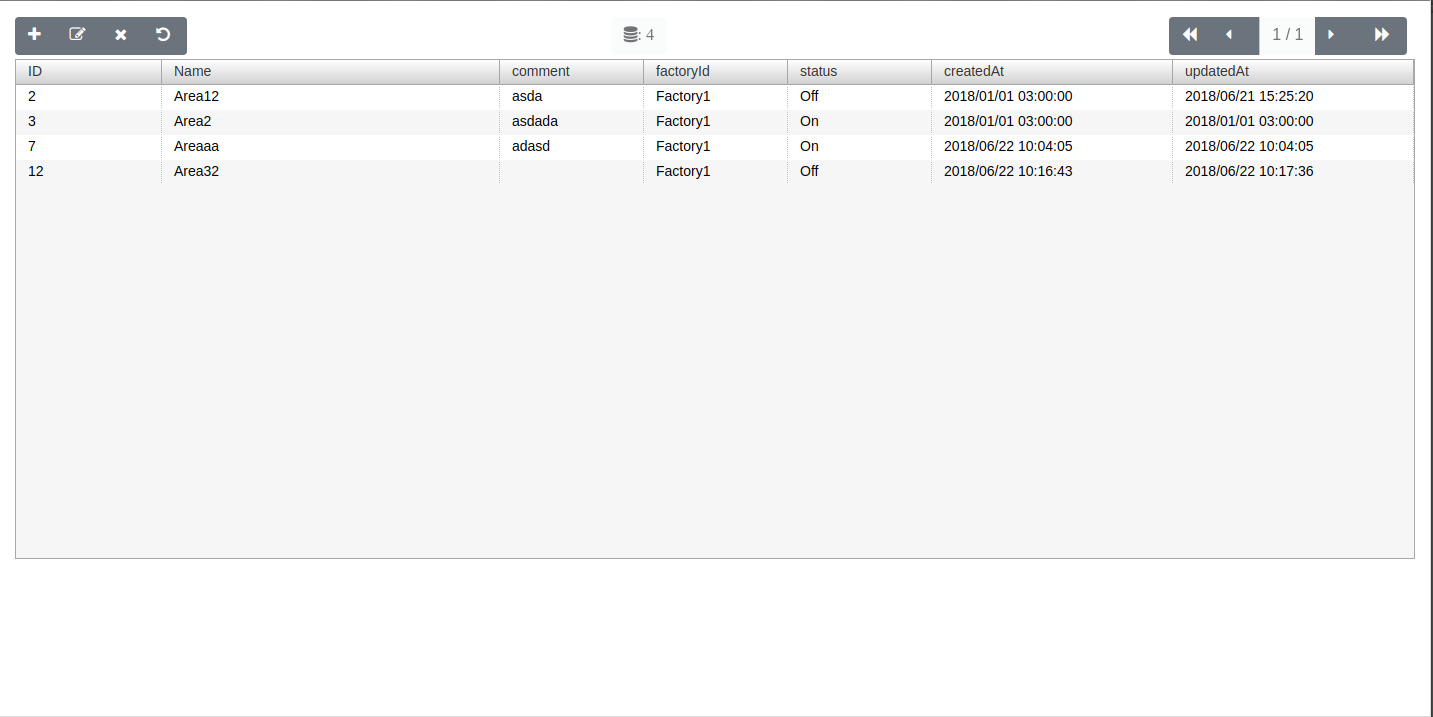 : 4
1 / 1
ID Name comment factoryId status createdAt updatedAt
2 Area12 asda Factory1 Off 2018/01/01 03:00:00 2018/06/21 15:25:20
3 Area2 asdada Factory1 On 2018/01/01 03:00:00 2018/01/01 03:00:00
7 Areaaa adasd Factory1 On 2018/06/22 10:04:05 2018/06/22 10:04:05
12 Area32 Factory1 Off 2018/06/22 10:16:43 2018/06/22 10:17:36